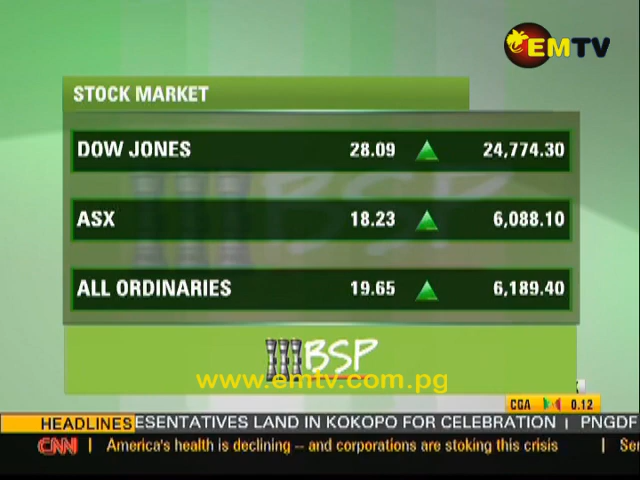 EMTV
STOCK MARKET
DOW JONES 28.09 24,774.30
ASX 18.23 6,088.10
ALL ORDINARIES 19.65 6,189.40
BSP
www.emtv.com.pg
CGA 0.12
HEADLINES ESENTATIVES LAND IN KOKOPO FOR CELEBRATION | PNGDF
CNN | America's health is declining -- and corporations are stoking this crisis | Sen